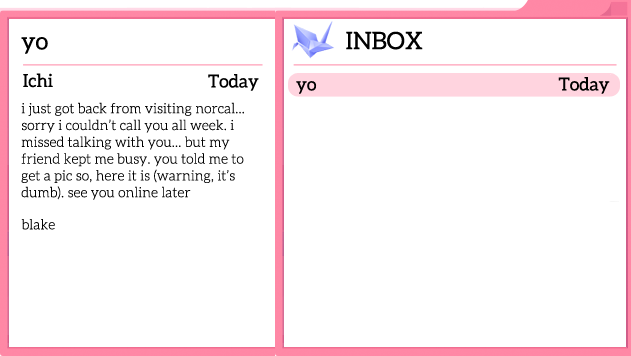 yo
Ichi Today
i just got back from visiting norcal...
sorry i couldn't call you all week. i
missed talking with you... but my
friend kept me busy. you told me to
get a pic so, here it is (warning, it's
dumb). see you online later
blake
INBOX
yo Today